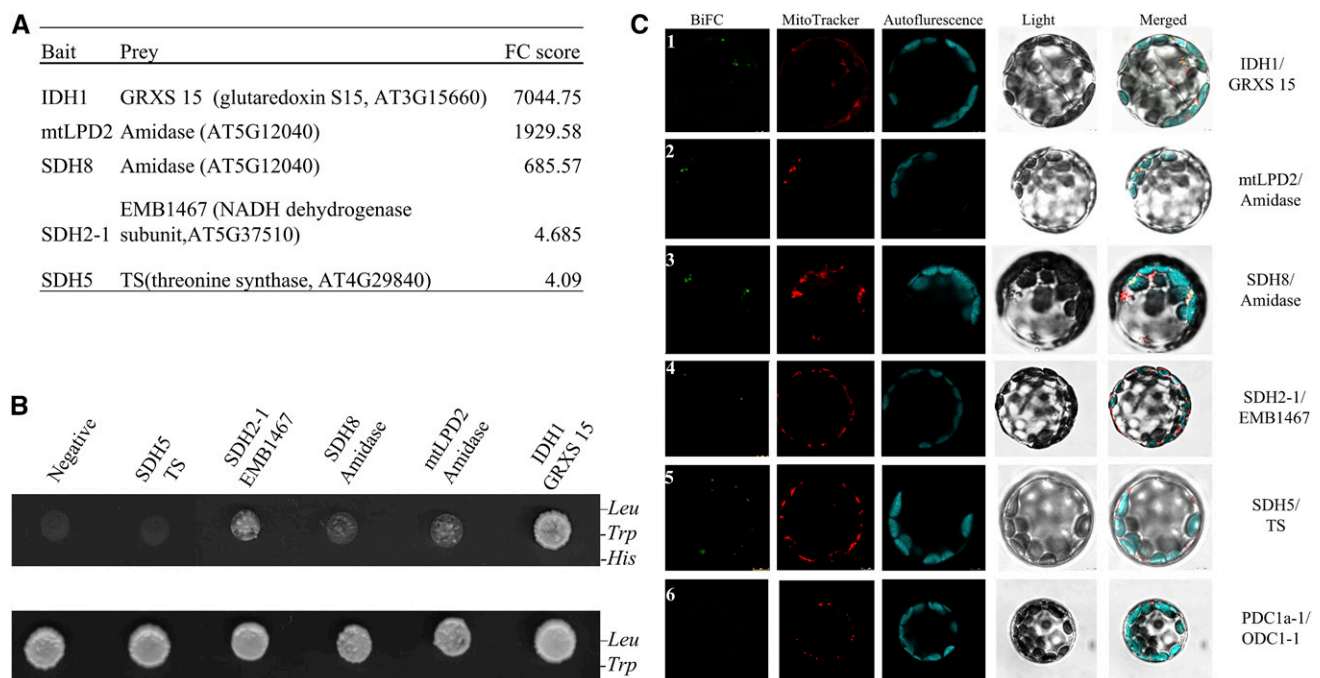 A
Bait Prey FC score
IDH1 GRXS 15 (glutaredoxin S15, AT3G15660) 7044.75
mtLPD2 Amidase (AT5G12040) 1929.58
SDH8 Amidase (AT5G12040) 685.57
EMB1467 (NADH dehydrogenase
SDH2-1 subunit,AT5G37510) 4.685
SDH5 TS(threonine synthase, AT4G29840) 4.09
B
Negative
SDH5
TS
SDH2-1
EMB1467
SDH8
Amidase
mtLPD2
Amidase
IDH1
GRXS 15
-Leu
-Trp
-His
-Leu
-Trp
C
BiFC MitoTracker Autoflurescence Light Merged
1
IDH1/
GRXS 15
2
mtLPD2/
Amidase
3
SDH8/
Amidase
4
SDH2-1/
EMB1467
5
SDH5/
TS
6
PDC1a-1/
ODC1-1